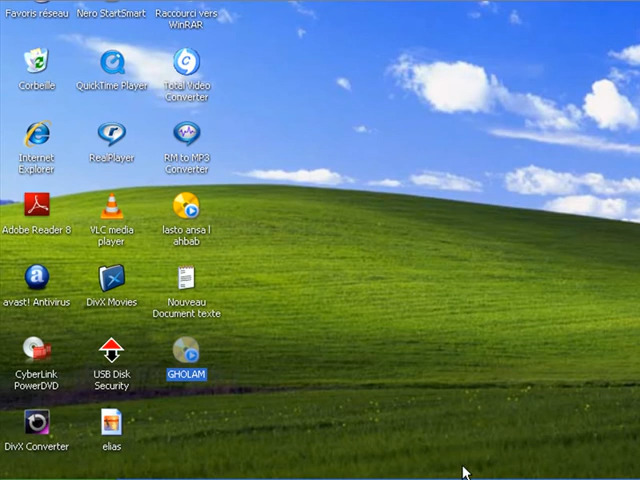 Favoris réseau
Nero StartSmart
Raccourci vers
WinRAR
Corbeille
QuickTime Player
Total Video
Converter
Internet
Explorer
RealPlayer
RM to MP3
Converter
Adobe Reader 8
VLC media
player
lasto ansa l
ahbab
avast! Antivirus
DivX Movies
Nouveau
Document texte
CyberLink
PowerDVD
USB Disk
Security
GHOLAM
DivX Converter
elias